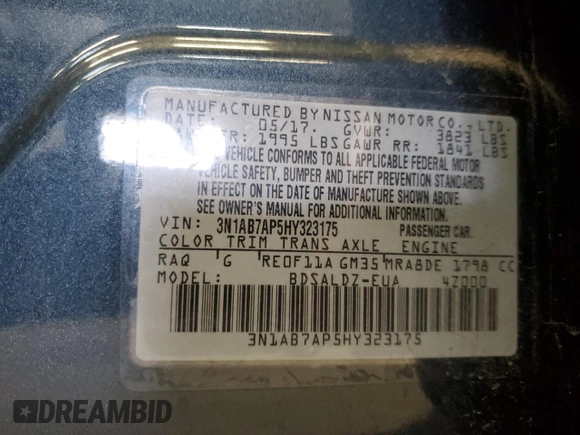 MANUFACTURED BY NISSAN MOTOR CO., LTD.
DATE: 05/17. GVWR: 3823 LBS
1995 LBS GAWR RR: 1841 LBS
VEHICLE CONFORMS TO ALL APPLICABLE FEDERAL MOTOR
VEHICLE SAFETY, BUMPER AND THEFT PREVENTION STANDARDS
IN EFFECT ON THE DATE OF MANUFACTURE SHOWN ABOVE.
SEE OWNER'S MANUAL FOR ADDITIONAL INFORMATION.
VIN: 3N1AB7AP5HY323175 PASSENGER CAR
COLOR TRIM TRANS AXLE ENGINE
RAQ G RE0F11A GM35 MRA8DE 1798 CC
MODEL: BDSALDZ-EUA 4Z000
3N1AB7AP5HY323175
DREAMBID